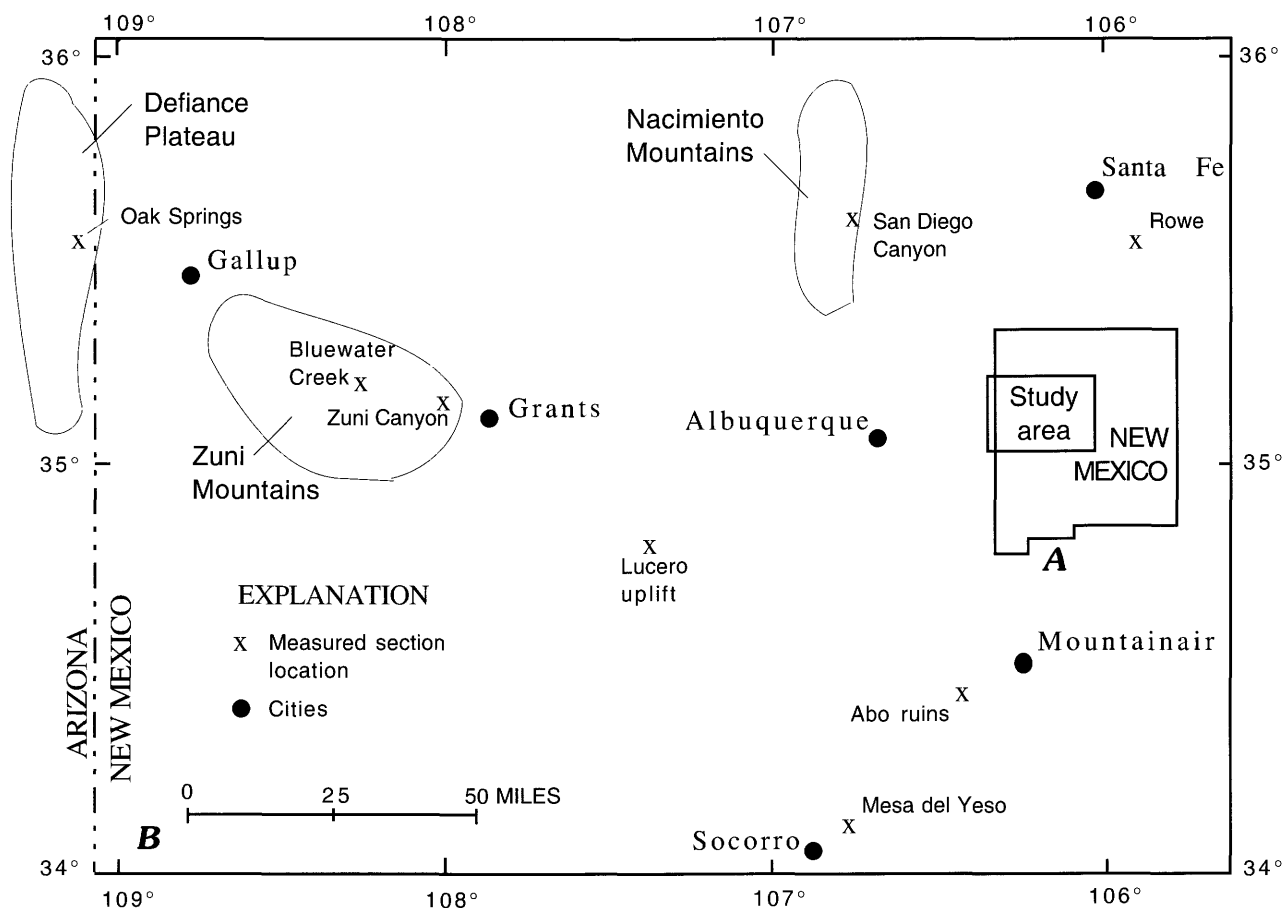 109° 108° 107° 106°
36° 36°
Defiance
Plateau
Nacimiento
Mountains
Santa Fe
Oak Springs
x
x
San Diego
Canyon
Rowe
x
Gallup
Bluewater
Creek x
Zuni Canyon
x
Grants
Albuquerque
Study
area
NEW
MEXICO
35° 35°
Zuni
Mountains
x
Lucero
uplift
A
EXPLANATION
x Measured section
location
Cities
ARIZONA
NEW MEXICO
Mountainair
x
Abo ruins
0 25 50 MILES
Mesa del Yeso
x
Socorro
B
34° 34°
109° 108° 107° 106°